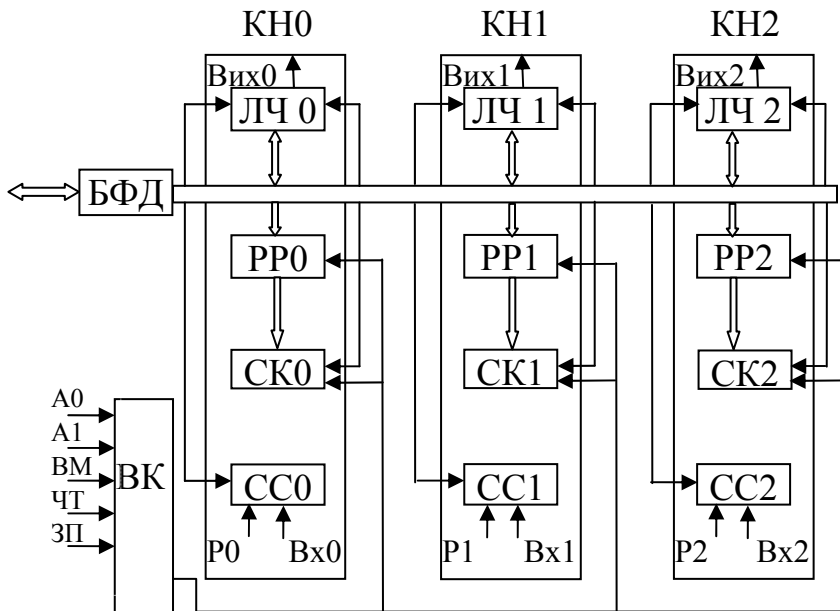 КН0 КН1 КН2
Вих0 Вих1 Вих2
ЛЧ 0 ЛЧ 1 ЛЧ 2
БФД
РР0 РР1 РР2
СК0 СК1 СК2
А0
А1
ВМ
ВК
ЧТ
ЗП
СС0 СС1 СС2
Р0 Вх0 Р1 Вх1 Р2 Вх2